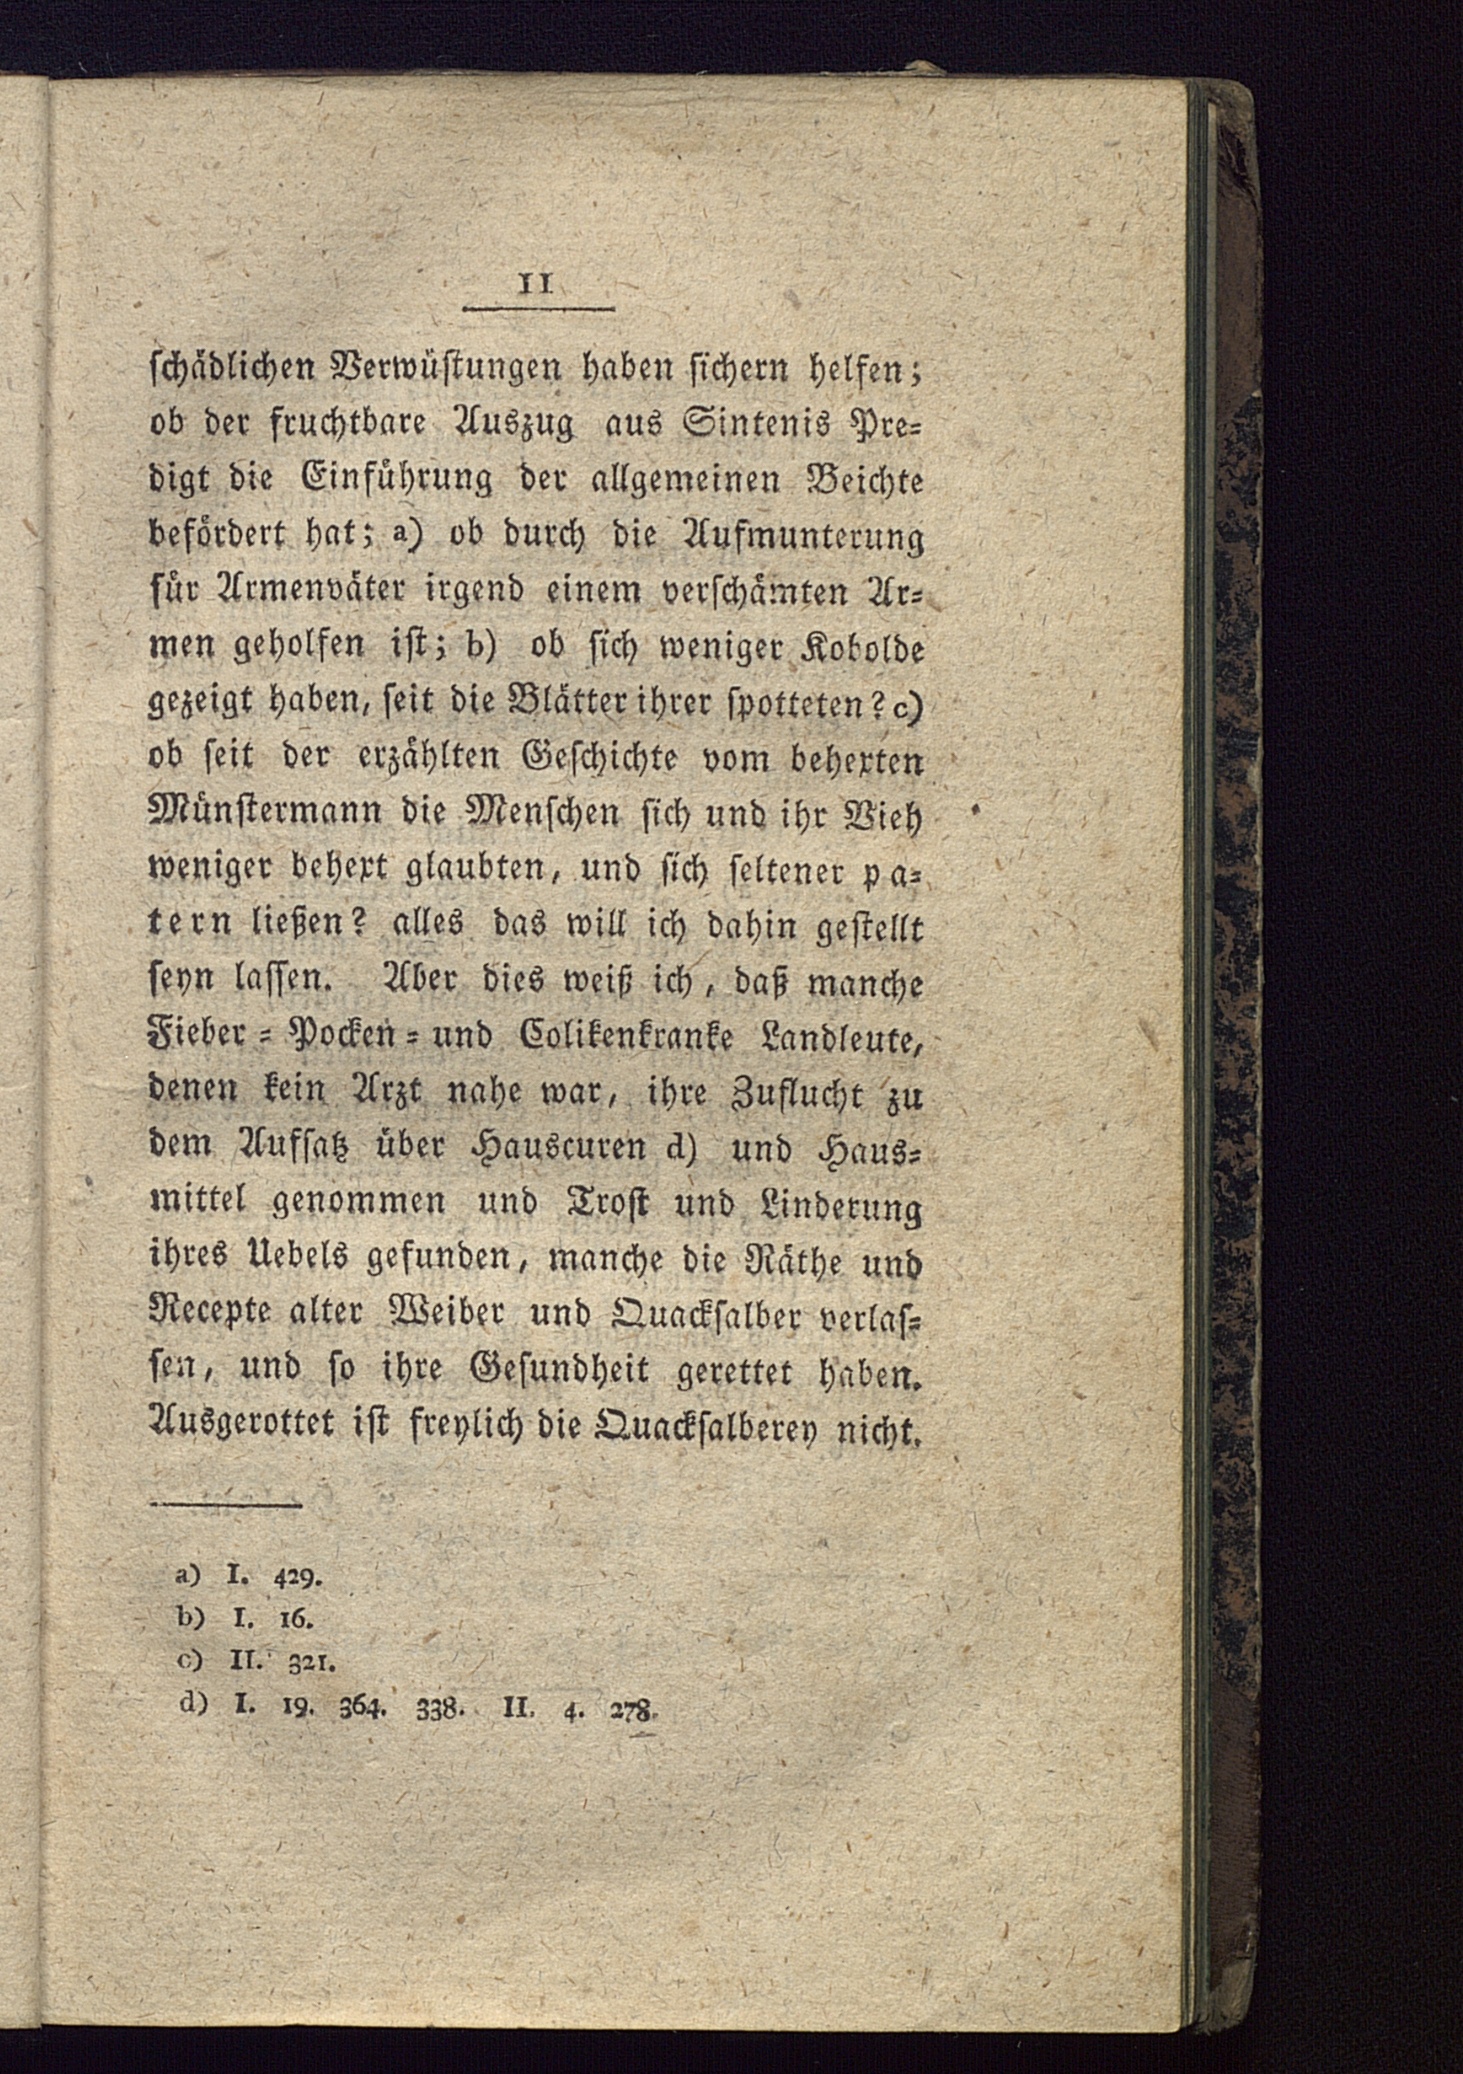 11
schädlichen Verwüstungen haben sichern helfen;
ob der fruchtbare Auszug aus Sintenis Pre=
digt die Einführung der allgemeinen Beichte
befördert hat; a) ob durch die Aufmunterung
für Armenväter irgend einem verschämten Ar=
men geholfen ist; b) ob sich weniger Kobolde
gezeigt haben, seit die Blätter ihrer spotteten? c)
ob seit der erzählten Geschichte vom behexten
Münstermann die Menschen sich und ihr Vieh
weniger behext glaubten, und sich seltener pa=
tern ließen? alles das will ich dahin gestellt
seyn lassen. Aber dies weiß ich, daß manche
Fieber = Pocken = und Colikenkranke Landleute,
denen kein Arzt nahe war, ihre Zuflucht zu
dem Aufsatz über Hauscuren d) und Haus=
mittel genommen und Trost und Linderung
ihres Uebels gefunden, manche die Räthe und
Recepte alter Weiber und Quacksalber verlas=
sen, und so ihre Gesundheit gerettet haben.
Ausgerottet ist freylich die Quacksalberey nicht.
a) I. 429.
b) I. 16.
c) II. 321.
d) I. 19. 364. 338. II. 4. 278.